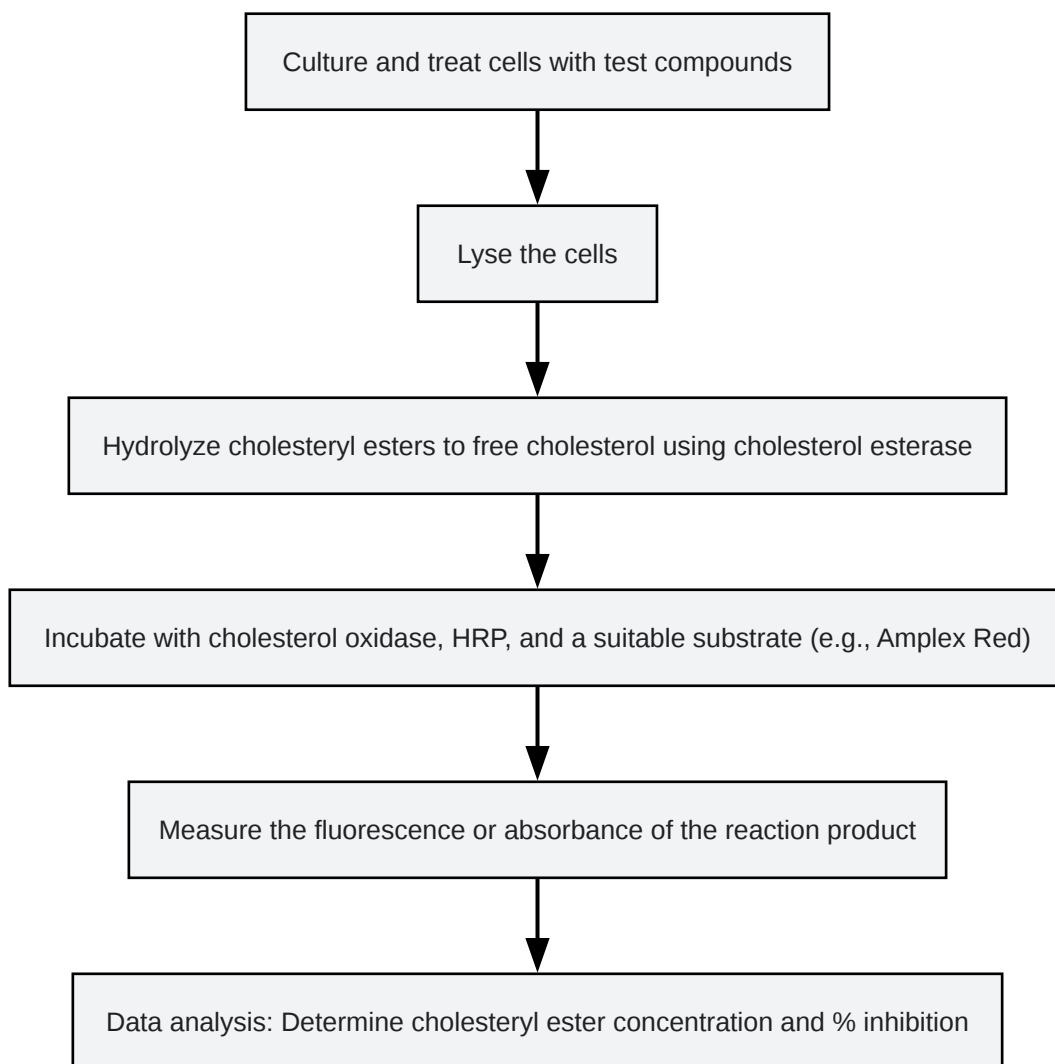 Culture and treat cells with test compounds
Lyse the cells
Hydrolyze cholesteryl esters to free cholesterol using cholesterol esterase
Incubate with cholesterol oxidase, HRP, and a suitable substrate (e.g., Amplex Red)
Measure the fluorescence or absorbance of the reaction product
Data analysis: Determine cholesteryl ester concentration and % inhibition